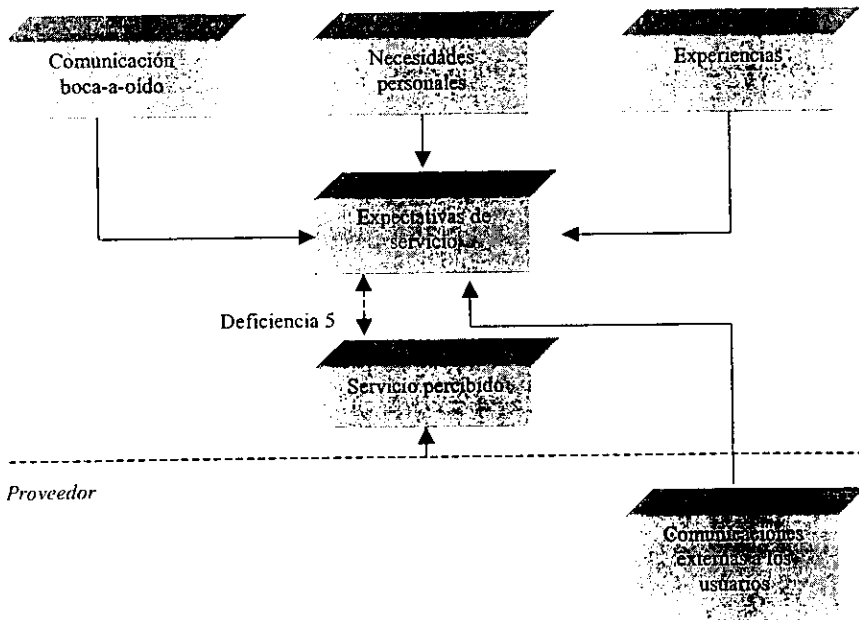 Comunicación
boca-a-oído
Necesidades
personales
Experiencias
Expectativas de
servicio
Deficiencia 5
Servicio percibido
Proveedor
Comunicaciones
externas a los
usuarios